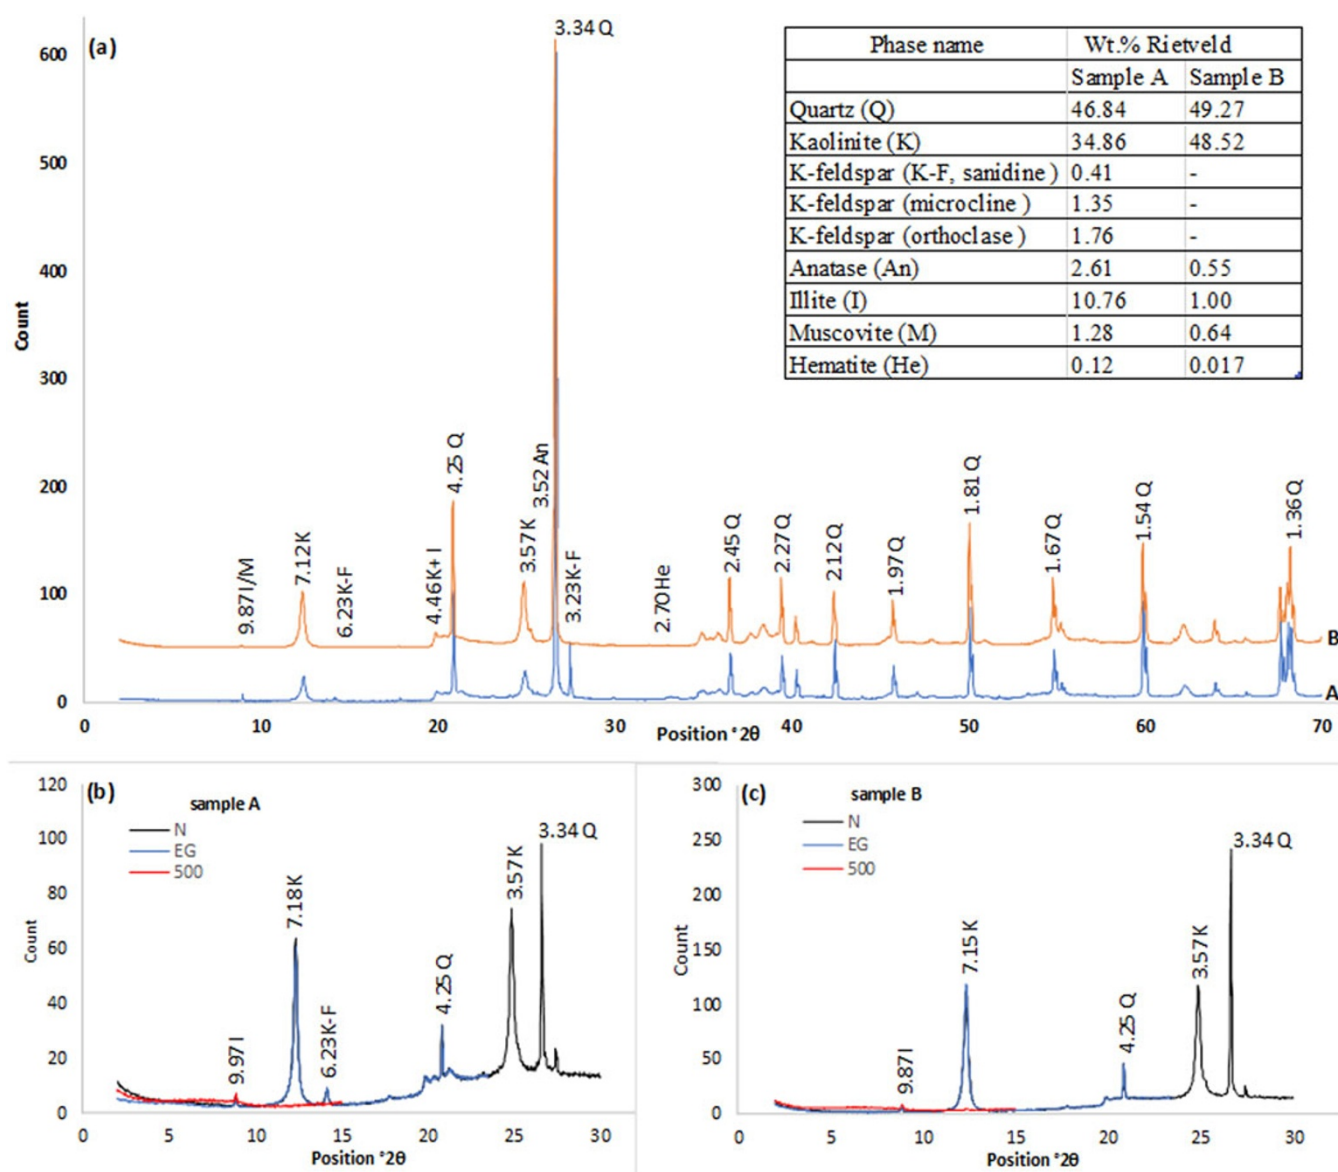 (a)
3.34 Q
Phase name Wt.% Rietveld
Sample A Sample B
Quartz (Q) 46.84 49.27
Kaolinite (K) 34.86 48.52
K-feldspar (K-F, sanidine ) 0.41 -
K-feldspar (microcline ) 1.35 -
K-feldspar (orthoclase ) 1.76 -
Anatase (An) 2.61 0.55
Illite (I) 10.76 1.00
Muscovite (M) 1.28 0.64
Hematite (He) 0.12 0.017
600
500
400
300
200
100
0
Count
9.87 I/M
7.12 K
6.23 K-F
4.46 K+ I
4.25 Q
3.57 K
3.52 An
3.23 K-F
2.70 He
2.45 Q
2.27 Q
2.12 Q
1.97 Q
1.81 Q
1.67 Q
1.54 Q
1.36 Q
B
A
0 10 20 30 40 50 60 70
Position °2θ
(b)
sample A
N
EG
500
120
100
80
60
40
20
0
Count
9.97 I
7.18 K
6.23 K-F
4.25 Q
3.57 K
3.34 Q
0 5 10 15 20 25 30
Position °2θ
(c)
sample B
N
EG
500
300
250
200
150
100
50
0
Count
9.87 I
7.15 K
4.25 Q
3.57 K
3.34 Q
0 5 10 15 20 25 30
Position °2θ